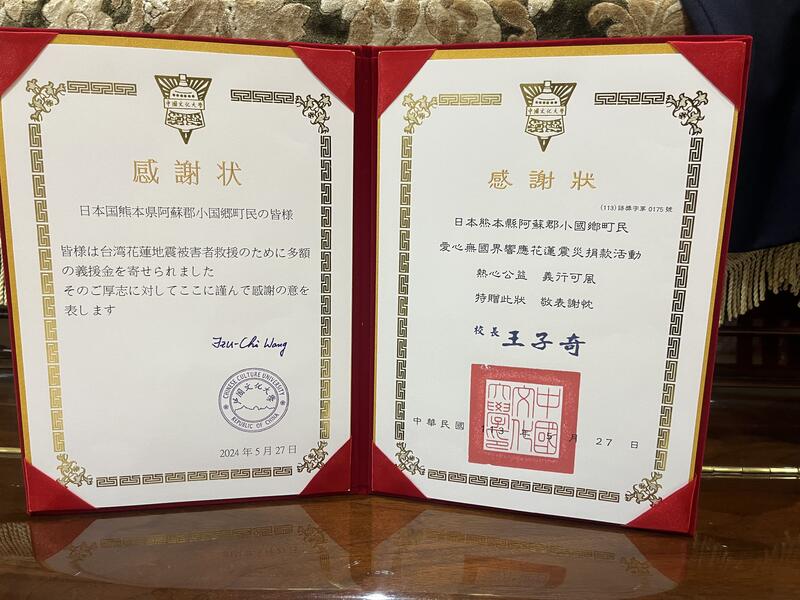 中國文化大學
感謝状
日本国熊本県阿蘇郡小国郷町民の皆様
皆様は台湾花蓮地震被害者救援のために多額
の義援金を寄せられました
そのご厚志に対してここに謹んで感謝の意を
表します
Tzu-Chi Wang
CHINESE CULTURE UNIVERSITY
中國文化大學
REPUBLIC OF CHINA
2024年5月27日
中國文化大學
感謝狀
(113)諮獎字第0175號
日本熊本縣阿蘇郡小國鄉町民
愛心無國界響應花蓮震災捐款活動
熱心公益 義行可風
特贈此狀 敬表謝忱
校長 王子奇
中國文化大學
中華民國 113 年 5 月 27 日